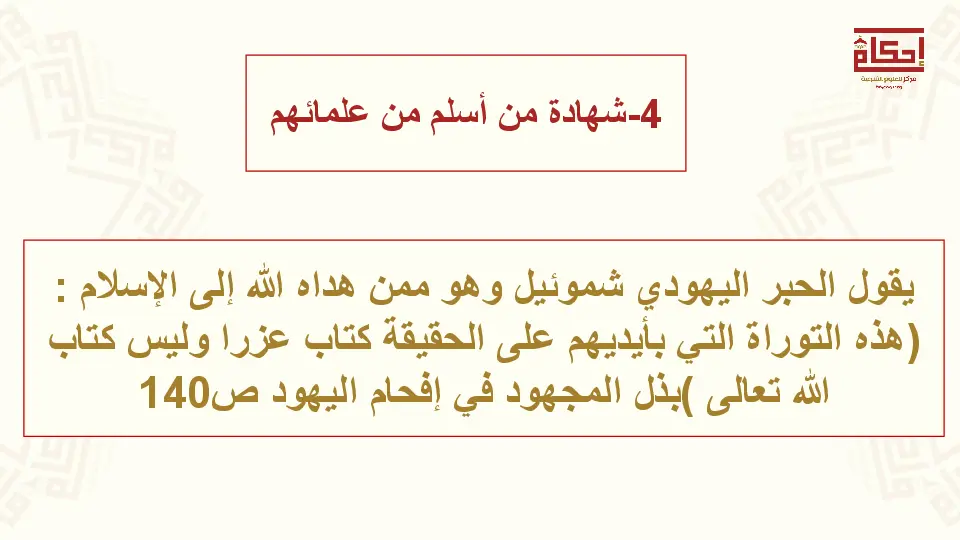 إحكام
مركز للعلوم الشرعية
4-شهادة من أسلم من علمائهم
يقول الحبر اليهودي شموئيل وهو ممن هداه الله إلى الإسلام :
(هذه التوراة التي بأيديهم على الحقيقة كتاب عزرا وليس كتاب
الله تعالى )بذل المجهود في إفحام اليهود ص140